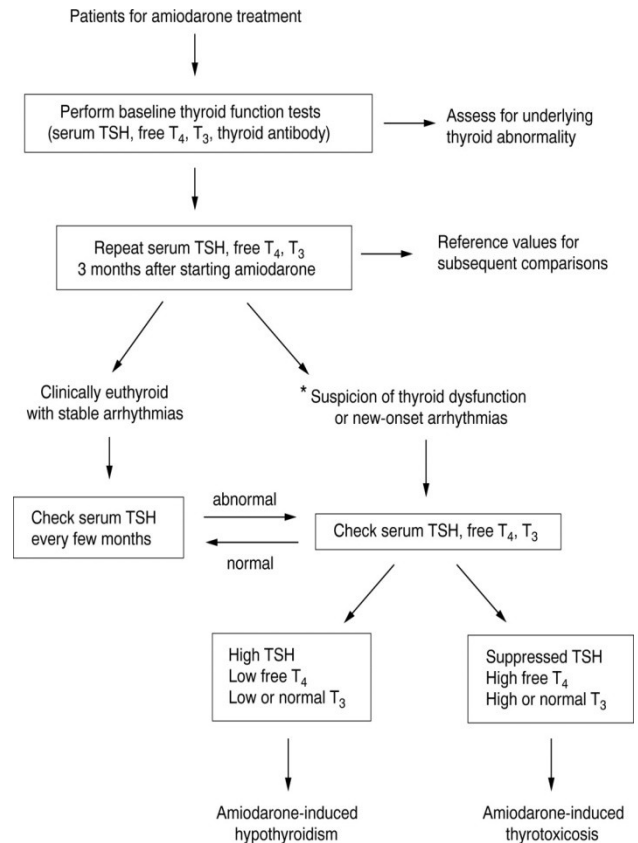 Patients for amiodarone treatment
Perform baseline thyroid function tests
(serum TSH, free T₄, T₃, thyroid antibody)
Assess for underlying
thyroid abnormality
Repeat serum TSH, free T₄, T₃
3 months after starting amiodarone
Reference values for
subsequent comparisons
Clinically euthyroid
with stable arrhythmias
* Suspicion of thyroid dysfunction
or new-onset arrhythmias
Check serum TSH
every few months
abnormal
normal
Check serum TSH, free T₄, T₃
High TSH
Low free T₄
Low or normal T₃
Suppressed TSH
High free T₄
High or normal T₃
Amiodarone-induced
hypothyroidism
Amiodarone-induced
thyrotoxicosis